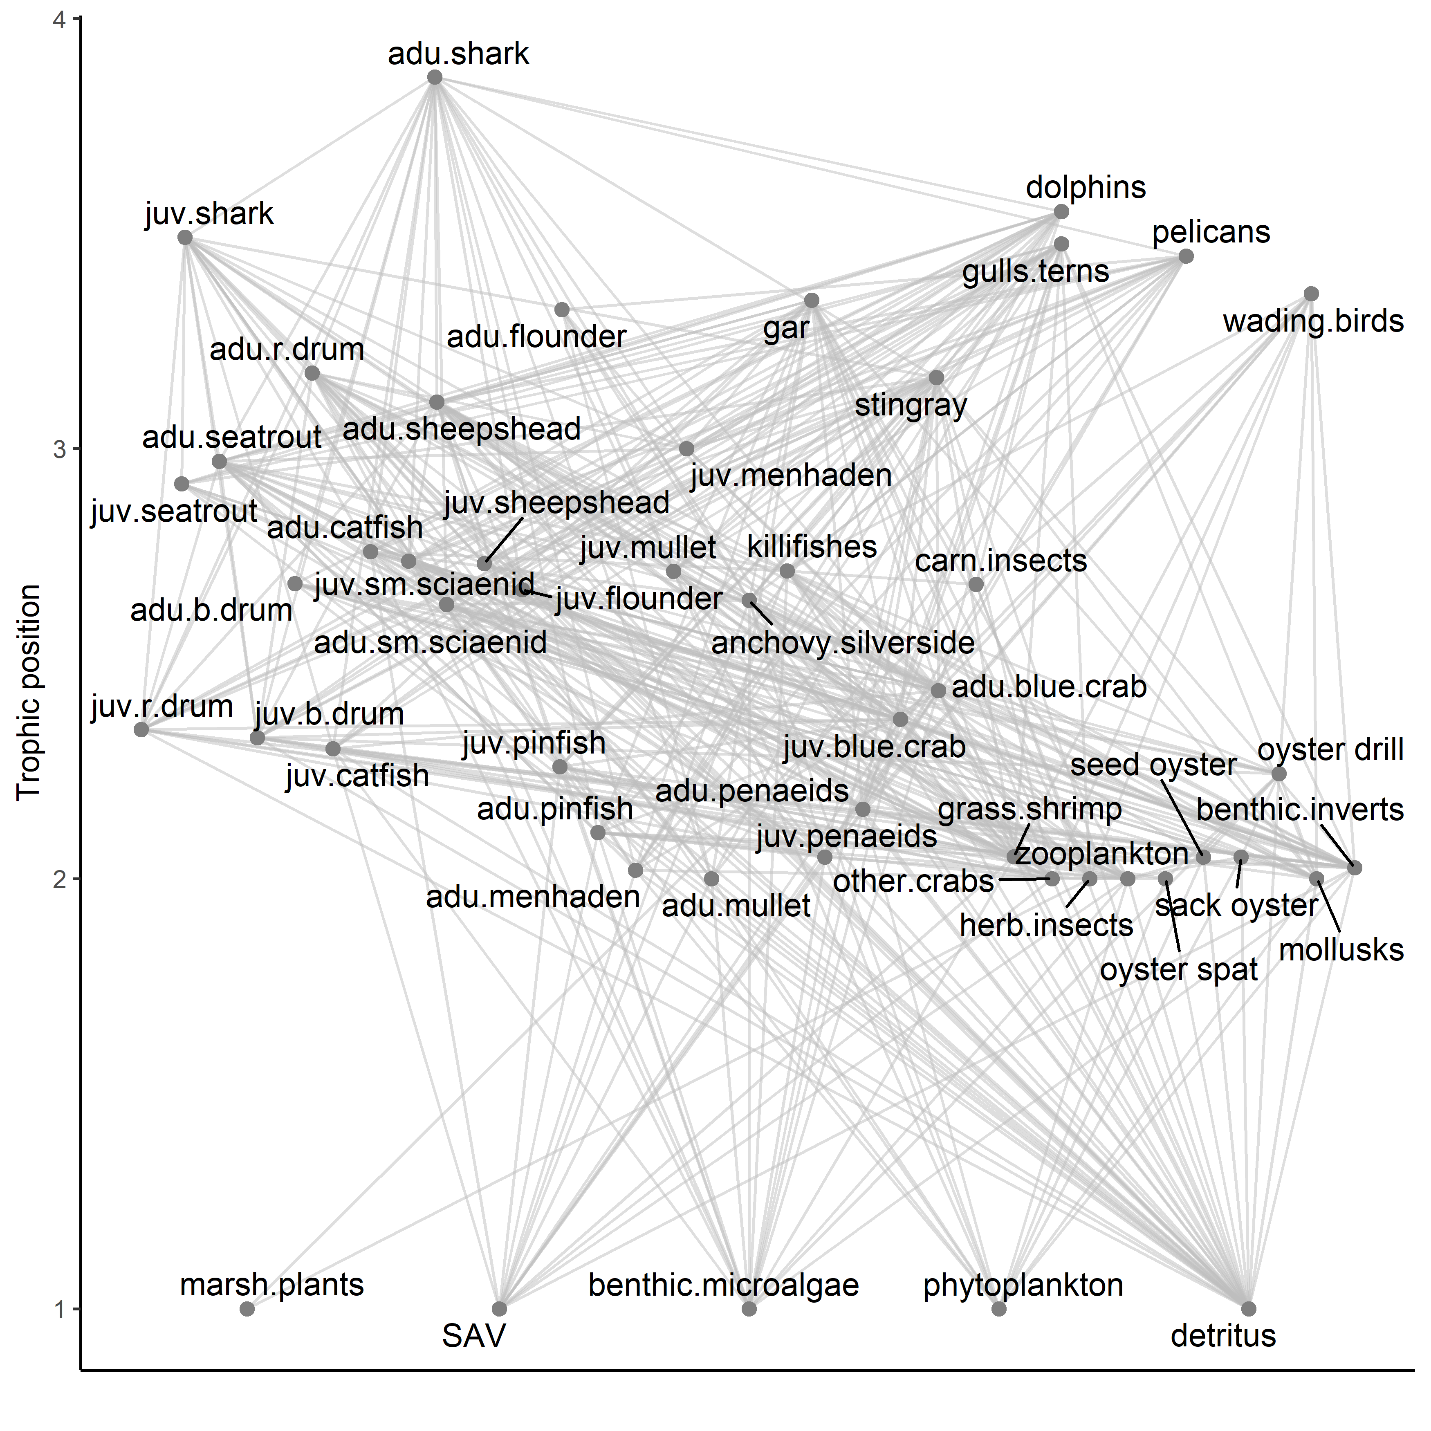 4
adu.shark
dolphins
juv.shark
pelicans
gulls.terns
wading.birds
gar
adu.flounder
adu.r.drum
stingray
adu.seatrout
adu.sheepshead
3
juv.menhaden
juv.sheepshead
juv.seatrout
adu.catfish
juv.mullet
killifishes
carn.insects
juv.sm.sciaenid
juv.flounder
adu.b.drum
adu.sm.sciaenid
anchovy.silverside
adu.blue.crab
juv.r.drum
juv.b.drum
juv.pinfish
juv.blue.crab
oyster drill
seed oyster
juv.catfish
adu.penaeids
grass.shrimp
benthic.inverts
adu.pinfish
juv.penaeids
zooplankton
2
other.crabs
adu.menhaden
adu.mullet
sack oyster
herb.insects
mollusks
oyster spat
Trophic position
marsh.plants
benthic.microalgae
phytoplankton
1
SAV
detritus